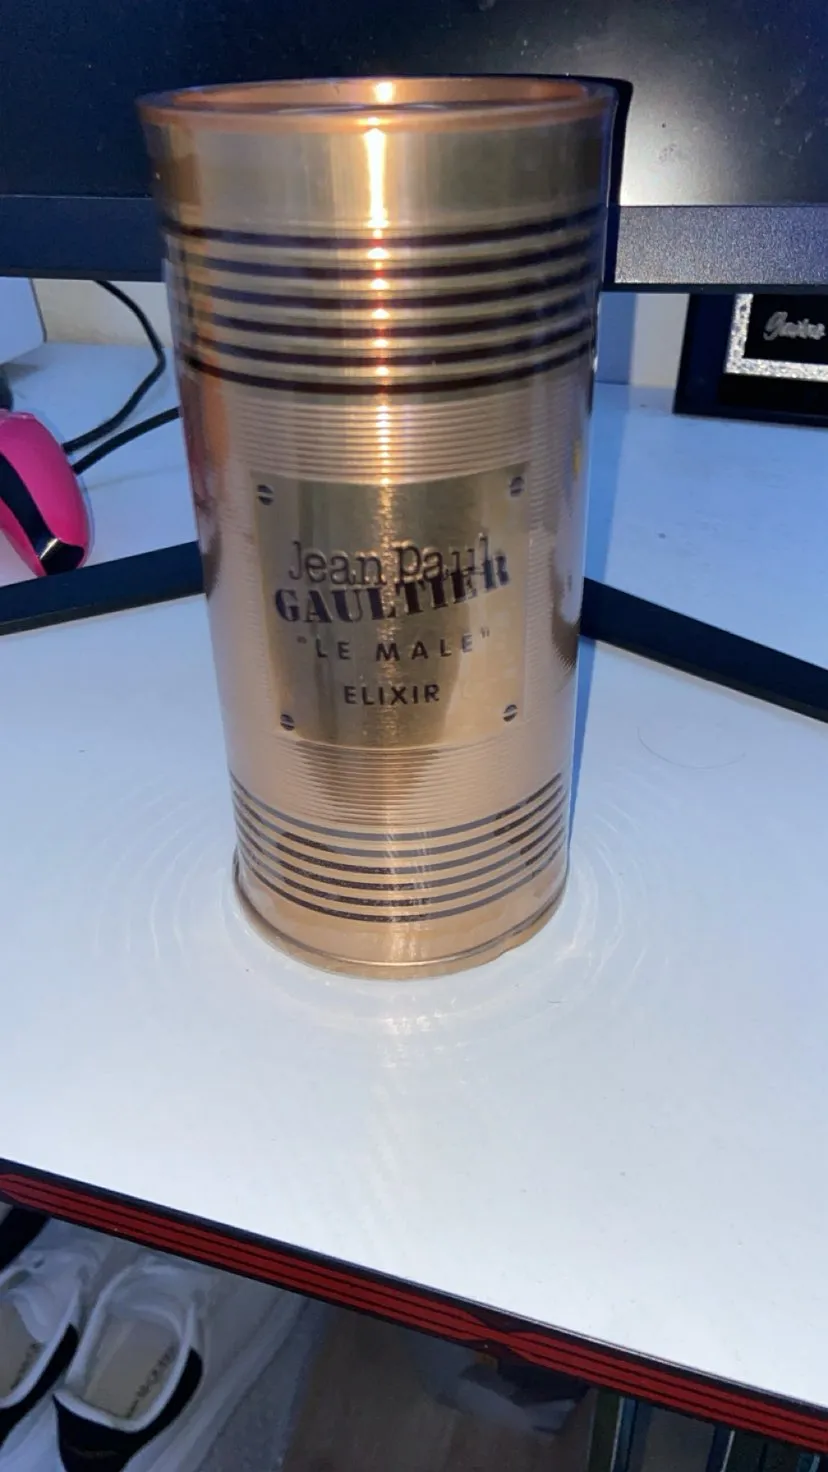 Jean Paul
GAULTIER
"LE MALE"
ELIXIR